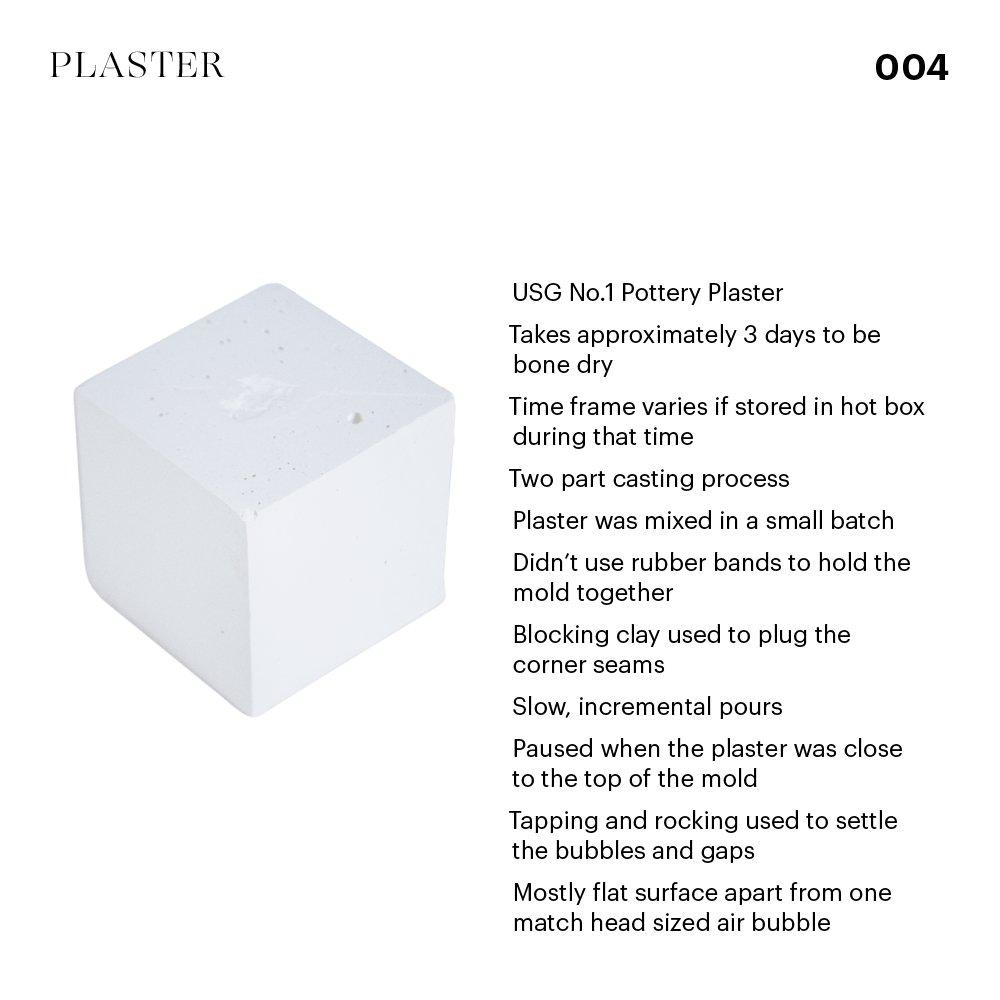 PLASTER
004
USG No.1 Pottery Plaster
Takes approximately 3 days to be
bone dry
Time frame varies if stored in hot box
during that time
Two part casting process
Plaster was mixed in a small batch
Didn’t use rubber bands to hold the
mold together
Blocking clay used to plug the
corner seams
Slow, incremental pours
Paused when the plaster was close
to the top of the mold
Tapping and rocking used to settle
the bubbles and gaps
Mostly flat surface apart from one
match head sized air bubble